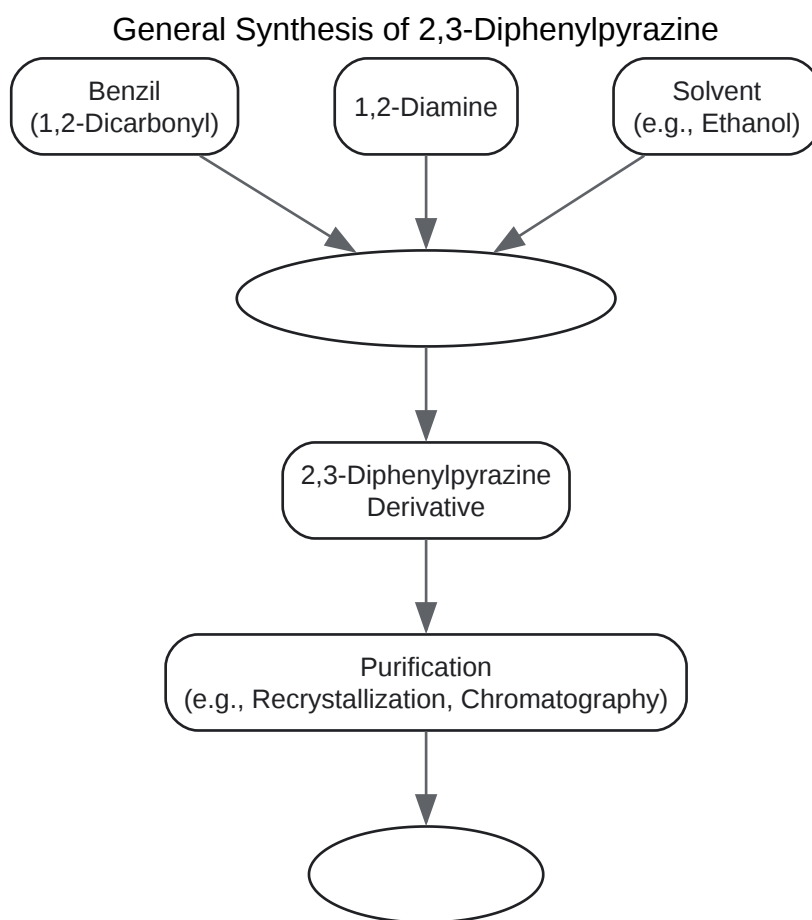 General Synthesis of 2,3-Diphenylpyrazine
Benzil
(1,2-Dicarbonyl)
1,2-Diamine
Solvent
(e.g., Ethanol)
2,3-Diphenylpyrazine
Derivative
Purification
(e.g., Recrystallization, Chromatography)